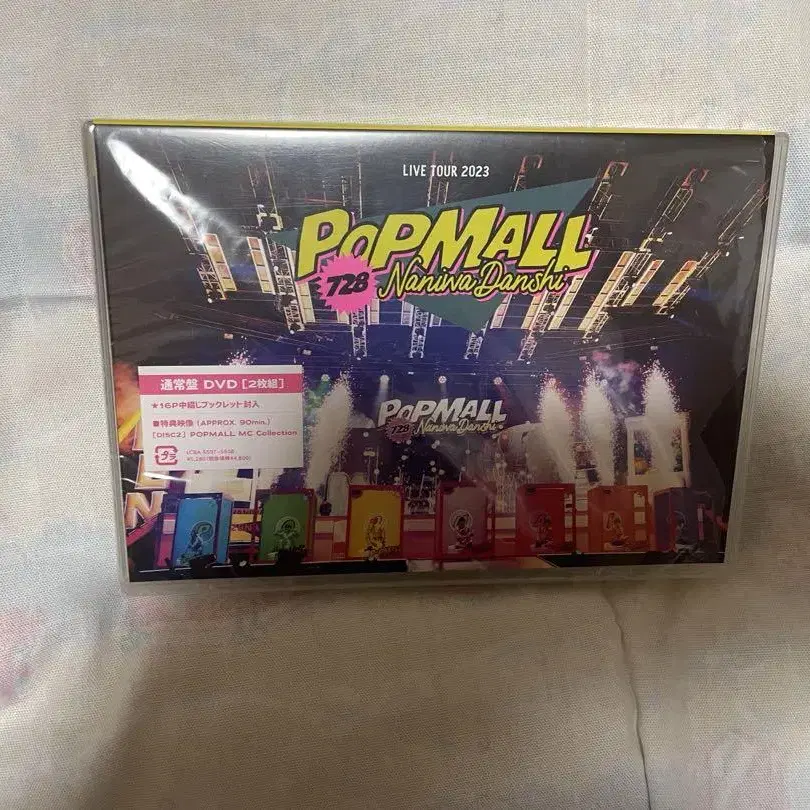 LIVE TOUR 2023
POPMALL
728
Naniwa Danshi
通常盤 DVD [2枚組]
★16P中綴じブックレット封入
■特典映像 (APPROX. 90min.)
[DISC2] POPMALL MC Collection
POPMALL
728
Naniwa Danshi